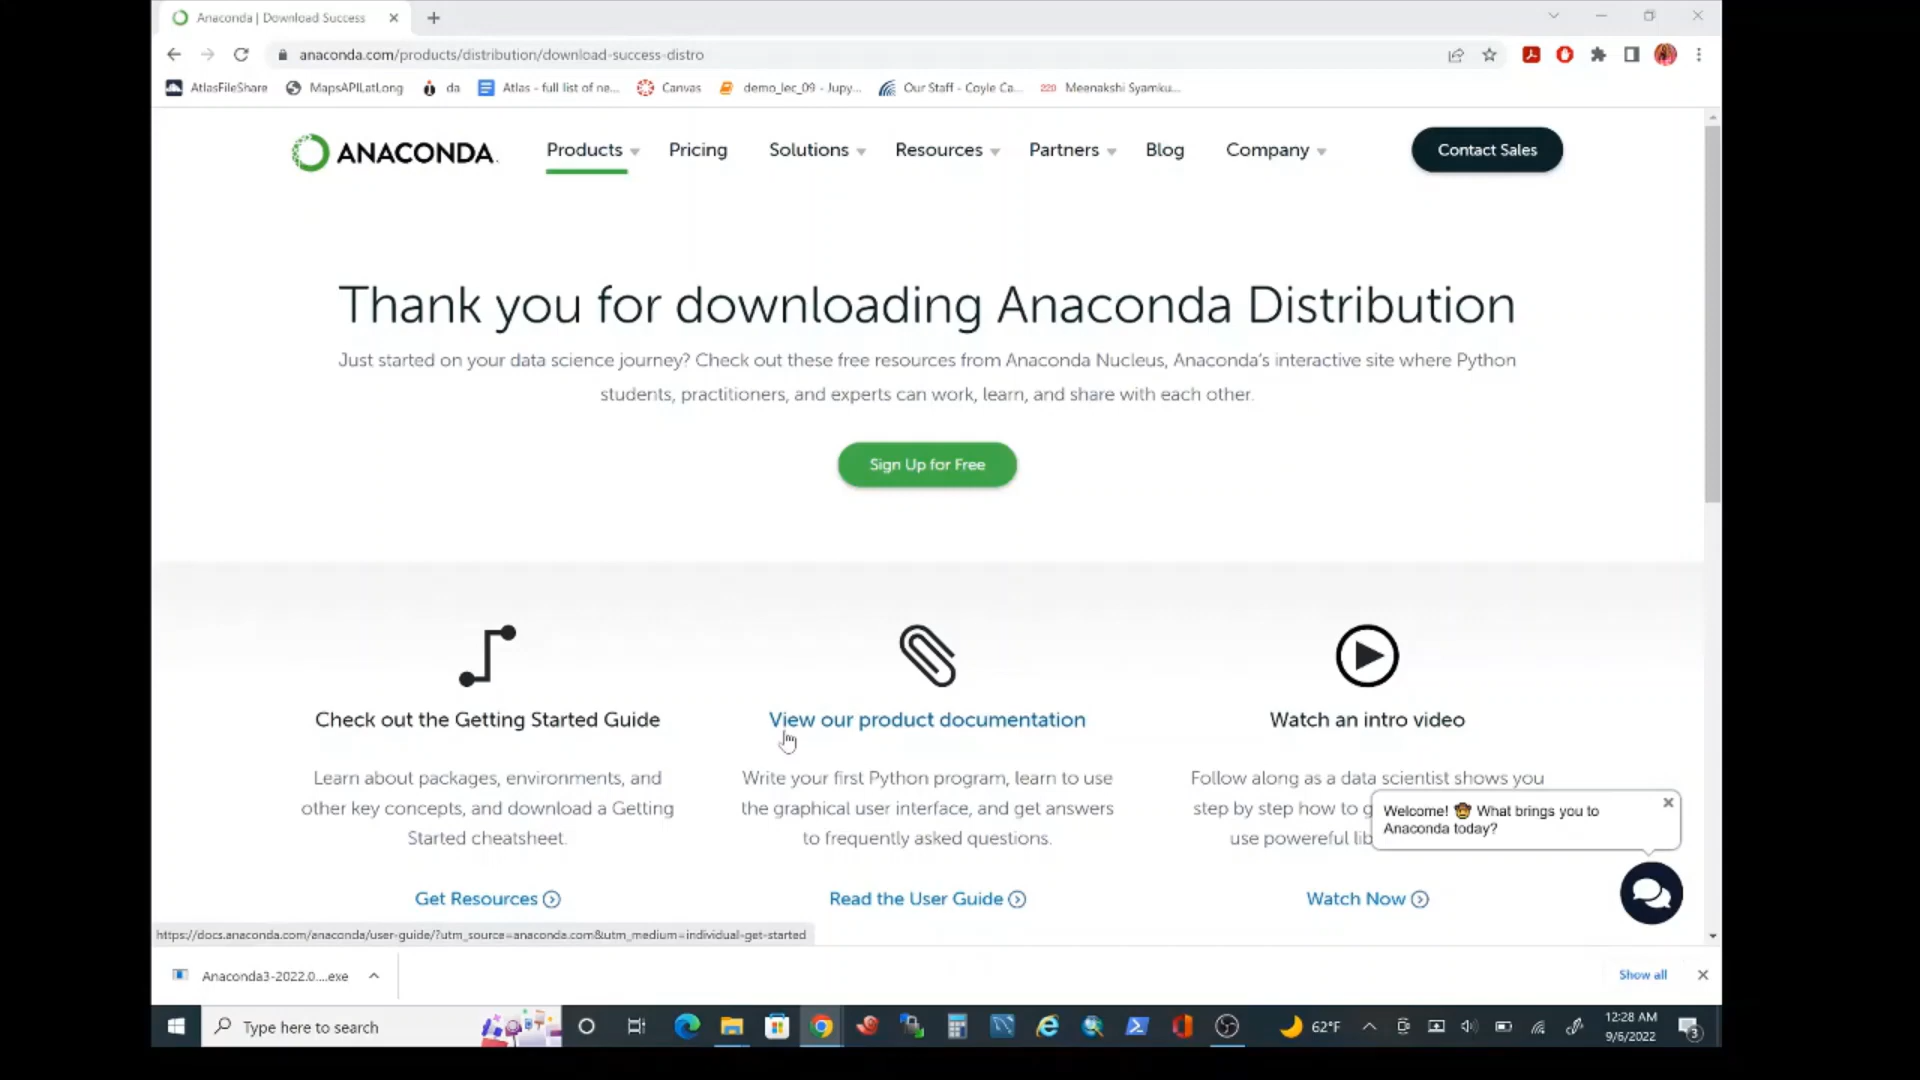 Anaconda | Download Success
anaconda.com/products/distribution/download-success-distro
AtlasFileShare MapsAPILatLong da Atlas - full list of ne... Canvas demo_lec_09 - Jupy... Our Staff - Coyle Ca... 220 Meenakshi Syamku...
ANACONDA. Products Pricing Solutions Resources Partners Blog Company Contact Sales
Thank you for downloading Anaconda Distribution
Just started on your data science journey? Check out these free resources from Anaconda Nucleus, Anaconda's interactive site where Python
students, practitioners, and experts can work, learn, and share with each other.
Sign Up for Free
Check out the Getting Started Guide
Learn about packages, environments, and
other key concepts, and download a Getting
Started cheatsheet.
Get Resources
View our product documentation
Write your first Python program, learn to use
the graphical user interface, and get answers
to frequently asked questions.
Read the User Guide
Watch an intro video
Follow along as a data scientist shows you
step by step how to g
use powereful lib
Watch Now
Welcome! 🤠 What brings you to
Anaconda today?
https://docs.anaconda.com/anaconda/user-guide/?utm_source=anaconda.com&utm_medium=individual-get-started
Anaconda3-2022.0....exe
Show all
Type here to search
62°F
12:28 AM
9/6/2022
3